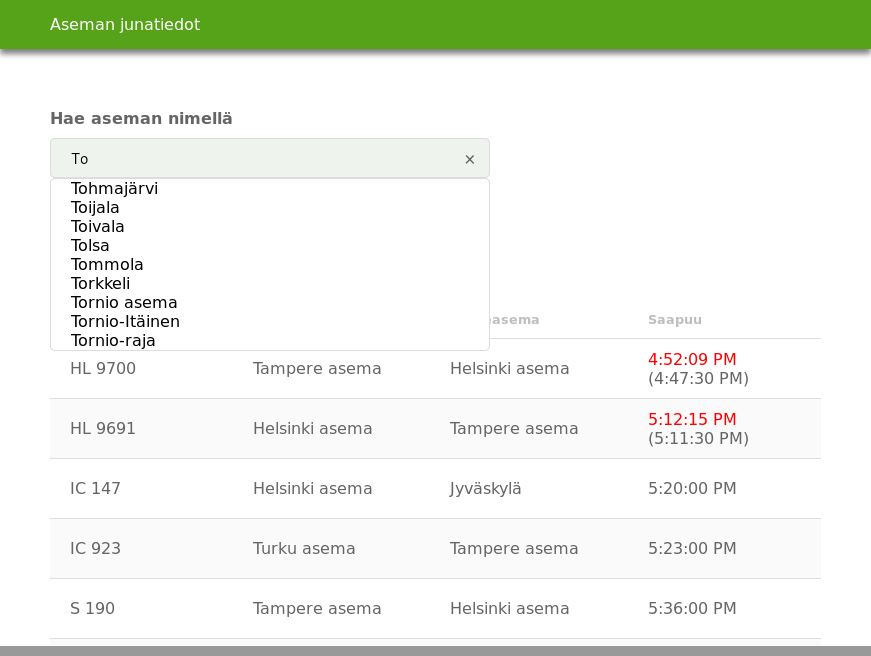 Aseman junatiedot
Hae aseman nimellä
To ×
Tohmajärvi
Toijala
Toivala
Tolsa
Tommola
Torkkeli
Tornio asema
Tornio-Itäinen
Tornio-raja
Saapuu
HL 9700 Tampere asema Helsinki asema 4:52:09 PM
(4:47:30 PM)
HL 9691 Helsinki asema Tampere asema 5:12:15 PM
(5:11:30 PM)
IC 147 Helsinki asema Jyväskylä 5:20:00 PM
IC 923 Turku asema Tampere asema 5:23:00 PM
S 190 Tampere asema Helsinki asema 5:36:00 PM